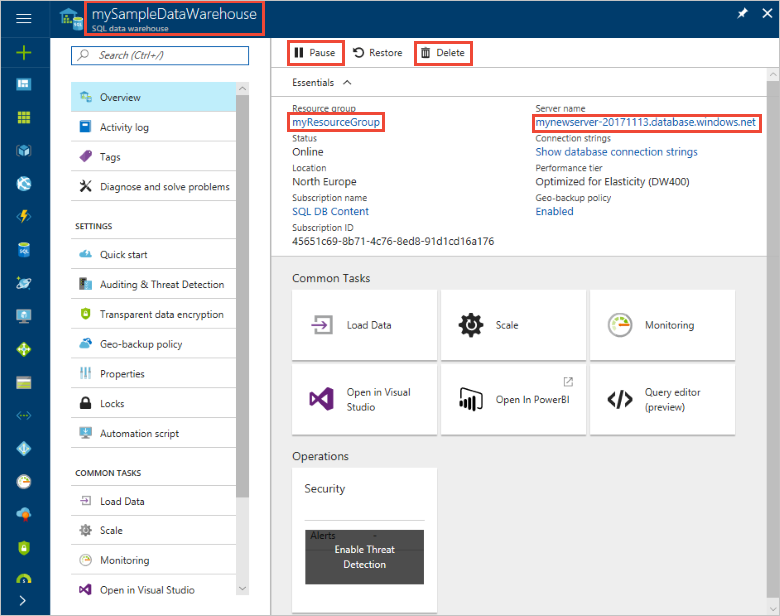 mySampleDataWarehouse
SQL data warehouse
Search (Ctrl+/)
Overview
Activity log
Tags
Diagnose and solve problems
SETTINGS
Quick start
Auditing & Threat Detection
Transparent data encryption
Geo-backup policy
Properties
Locks
Automation script
COMMON TASKS
Load Data
Scale
Monitoring
Open in Visual Studio
Pause
Restore
Delete
Essentials
Resource group
myResourceGroup
Status
Online
Location
North Europe
Subscription name
SQL DB Content
Subscription ID
45651c69-8b71-4c76-8ed8-91d1cd16a176
Server name
mynewserver-20171113.database.windows.net
Connection strings
Show database connection strings
Performance tier
Optimized for Elasticity (DW400)
Geo-backup policy
Enabled
Common Tasks
Load Data
Scale
Monitoring
Open in Visual
Studio
Open In PowerBI
Query editor
(preview)
Operations
Security
Alerts
Enable Threat
Detection
SQL